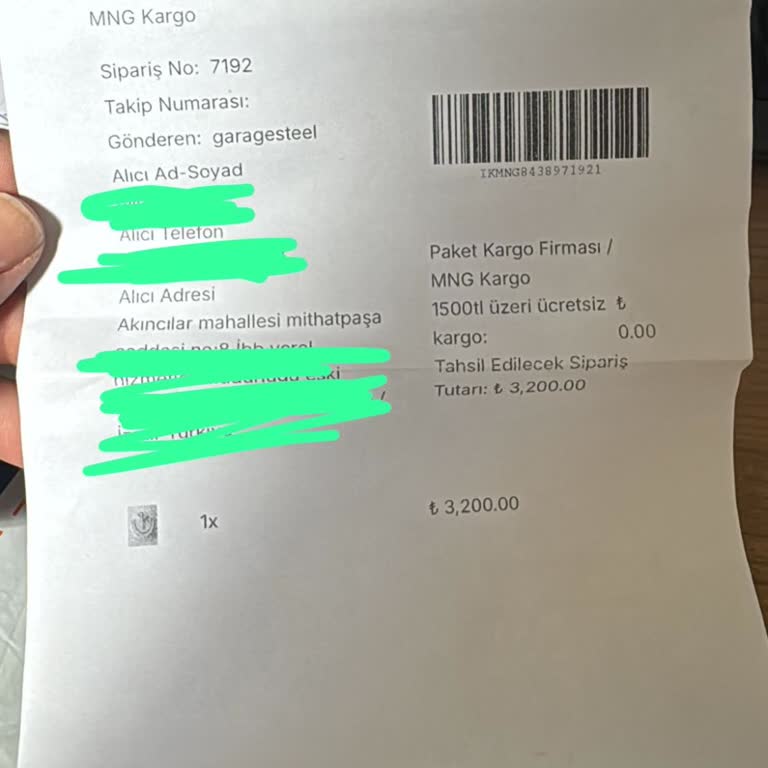 MNG Kargo
Sipariş No: 7192
Takip Numarası:
Gönderen: garagesteel
Alıcı Ad-Soyad
Alıcı Telefon
Alıcı Adresi
Akıncılar mahallesi mithatpaşa
IKMNG8438971921
Paket Kargo Firması /
MNG Kargo
1500tl üzeri ücretsiz ₺
kargo: 0.00
Tahsil Edilecek Sipariş
Tutarı: ₺ 3,200.00
1x ₺ 3,200.00